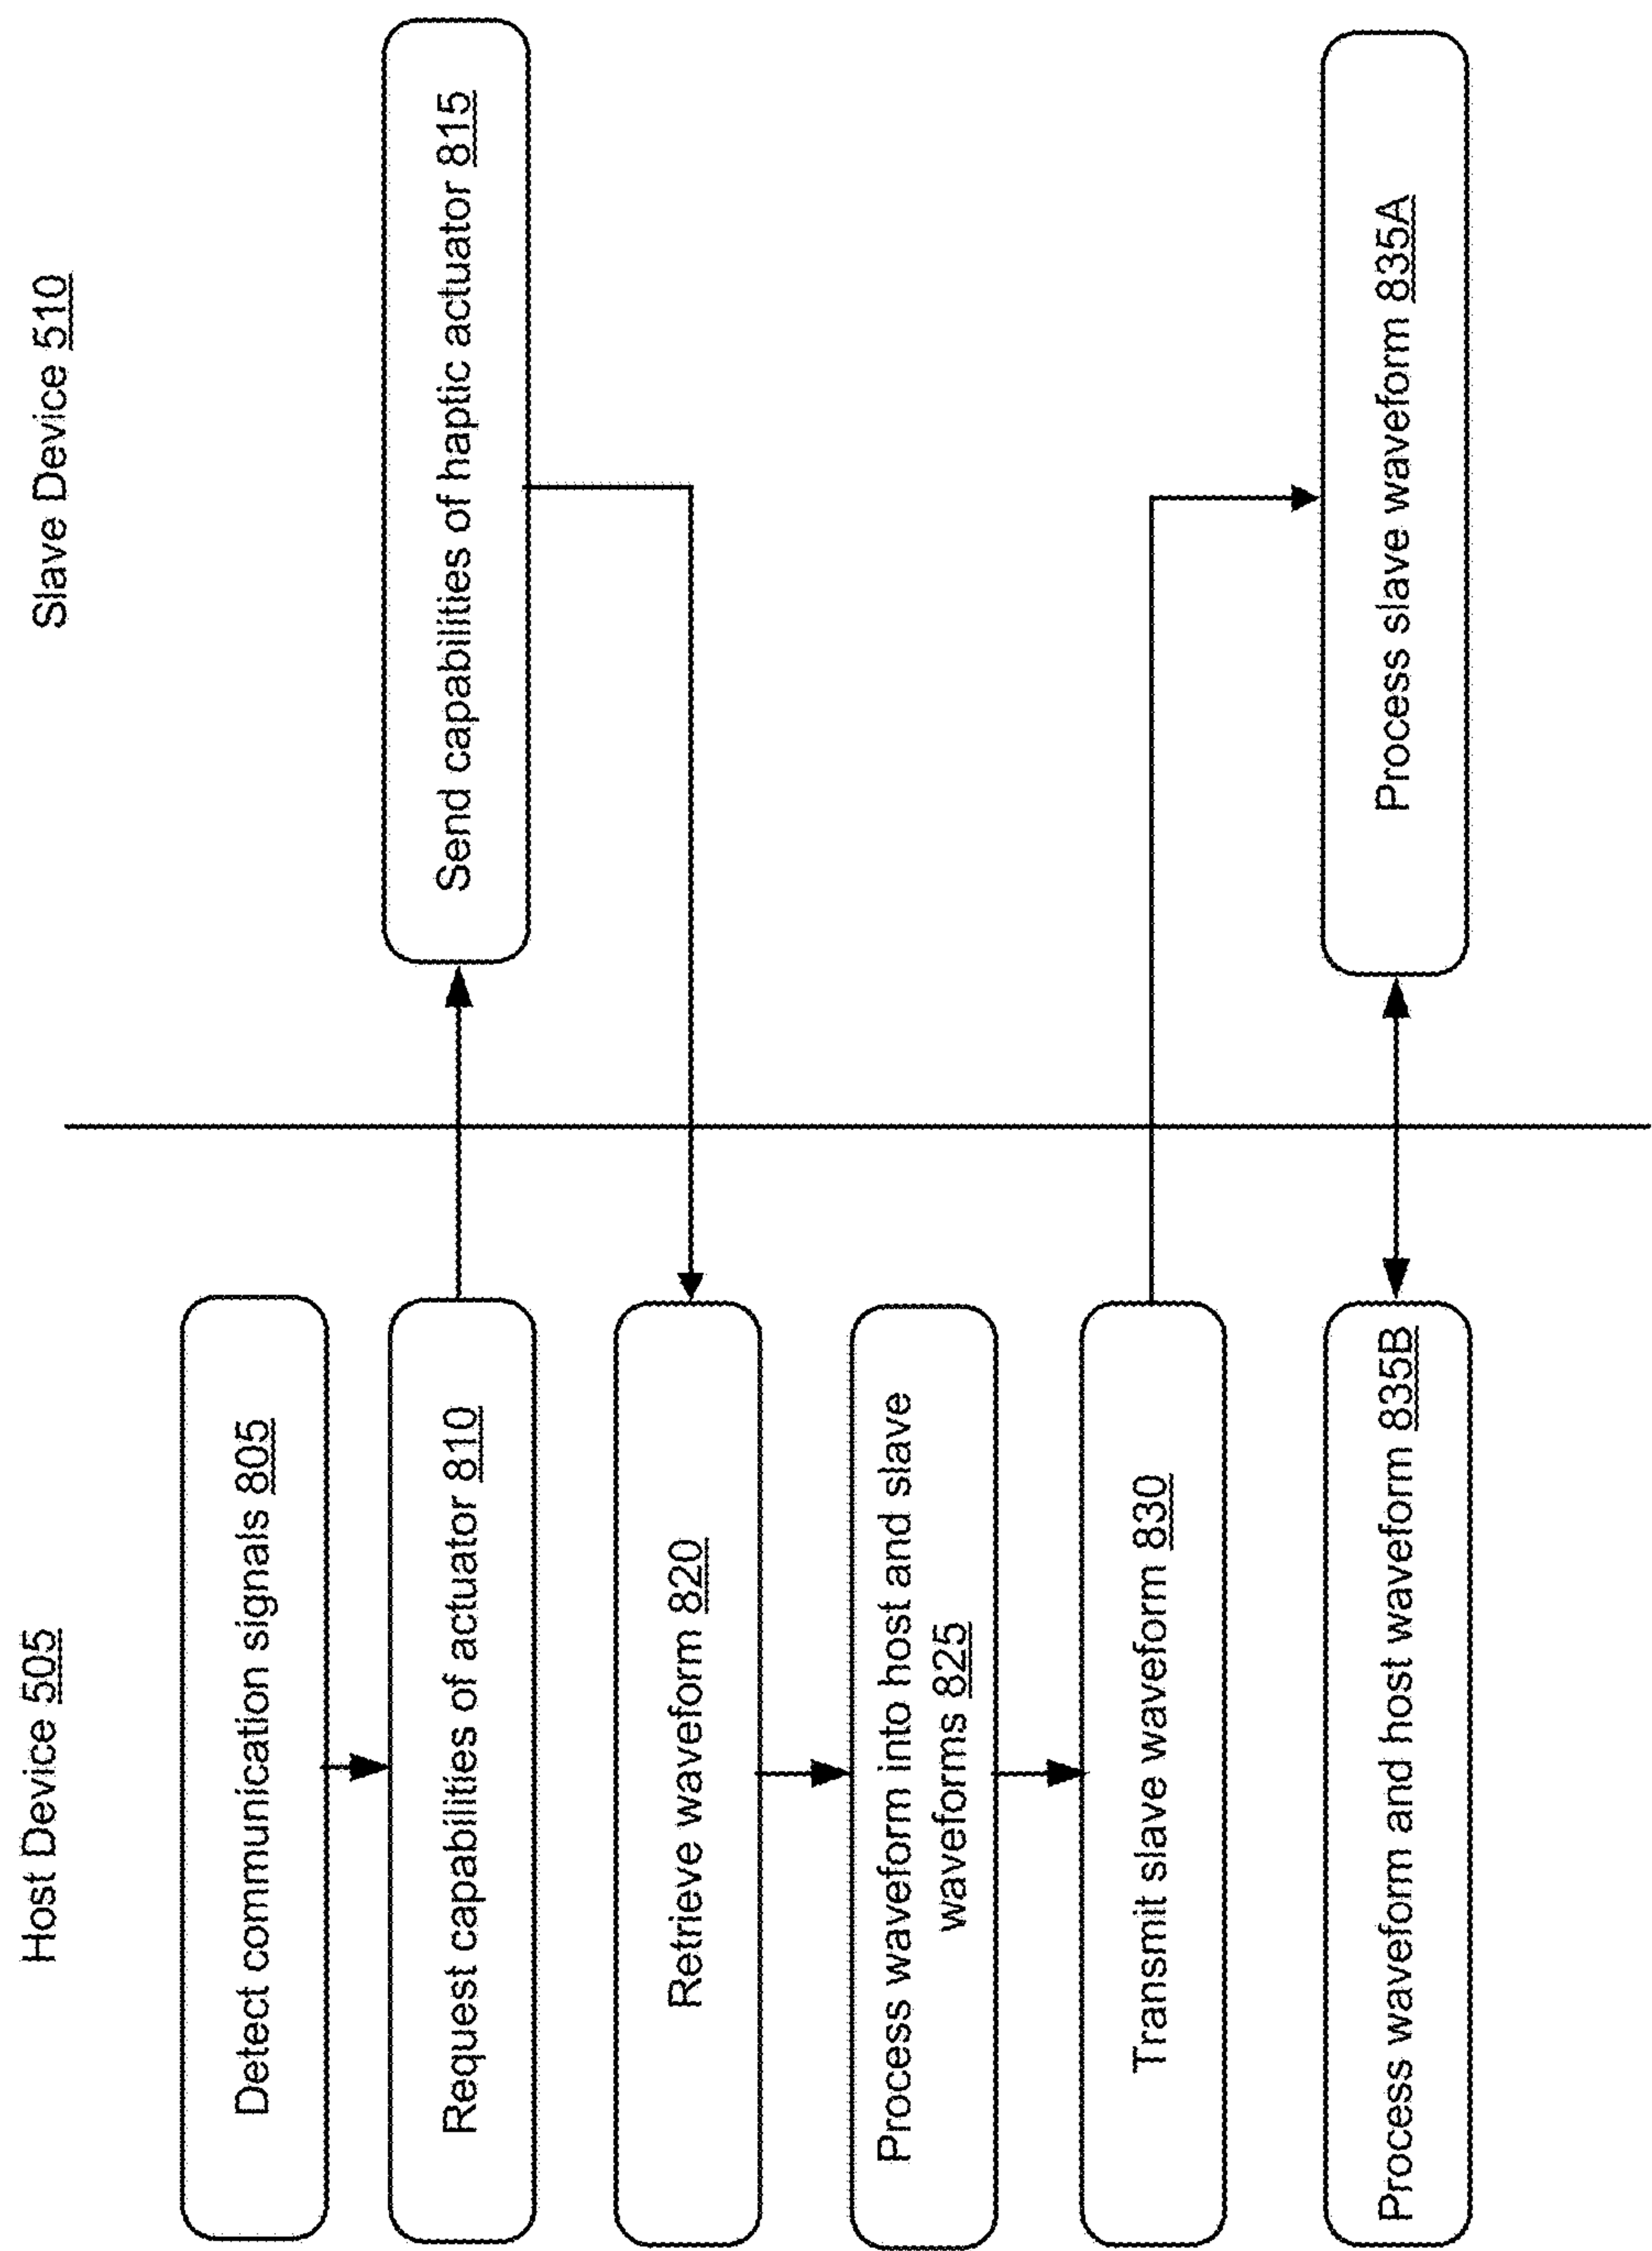 Host Device 505
Slave Device 510
Detect communication signals 805
Request capabilities of actuator 810
Send capabilities of haptic actuator 815
Retrieve waveform 820
Process waveform into host and slave
waveforms 825
Transmit slave waveform 830
Process waveform and host waveform 835B
Process slave waveform 835A